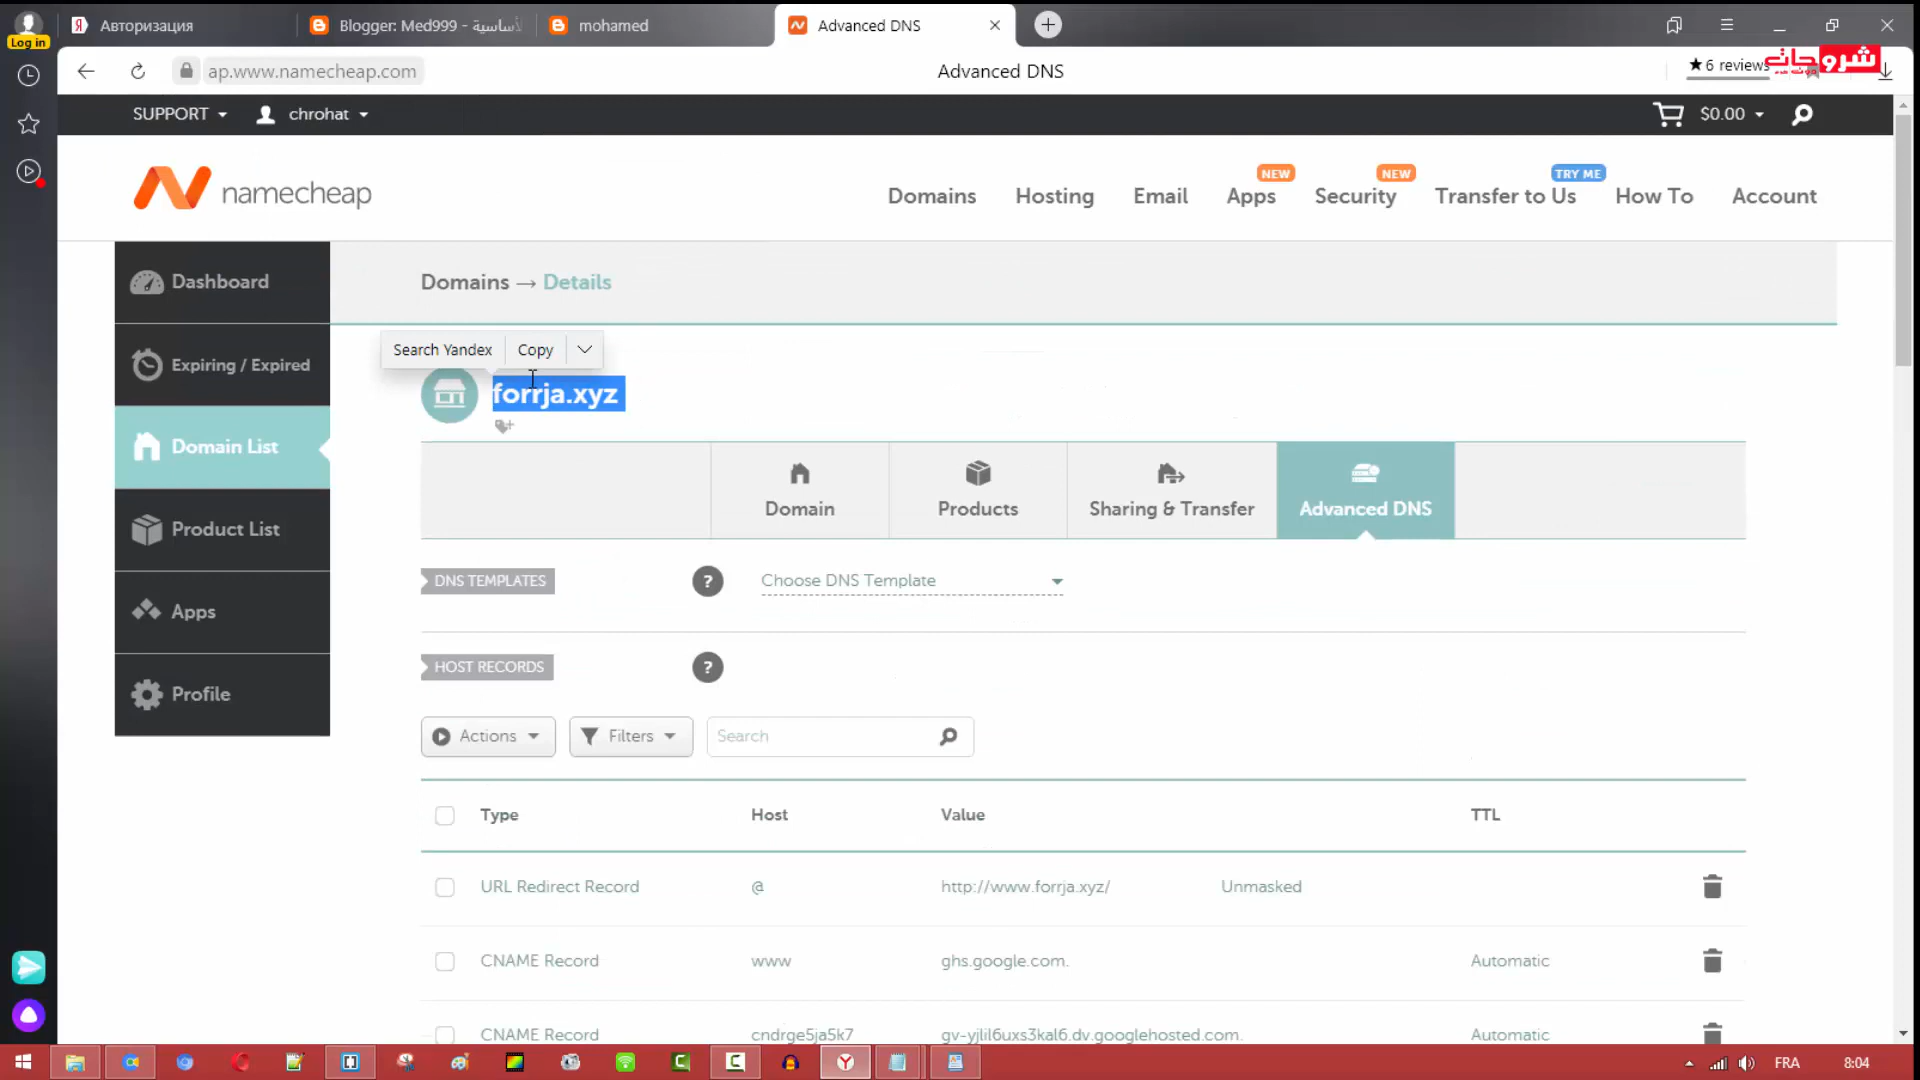 Авторизация
Blogger: Med999 - الأساسية
mohamed
Advanced DNS
Log in
ap.www.namecheap.com
Advanced DNS
★ 6 reviews
شروحات
SUPPORT
chrohat
$0.00
namecheap
Domains
Hosting
Email
NEW
Apps
NEW
Security
TRY ME
Transfer to Us
How To
Account
Dashboard
Expiring / Expired
Domain List
Product List
Apps
Profile
Domains → Details
Search Yandex
Copy
forrja.xyz
Domain
Products
Sharing & Transfer
Advanced DNS
DNS TEMPLATES
?
Choose DNS Template
HOST RECORDS
?
Actions
Filters
Search
Type Host Value TTL
URL Redirect Record @ http://www.forrja.xyz/ Unmasked
CNAME Record www ghs.google.com. Automatic
CNAME Record cndrge5ja5k7 gv-yjlil6uxs3kal6.dv.googlehosted.com. Automatic
FRA
8:04